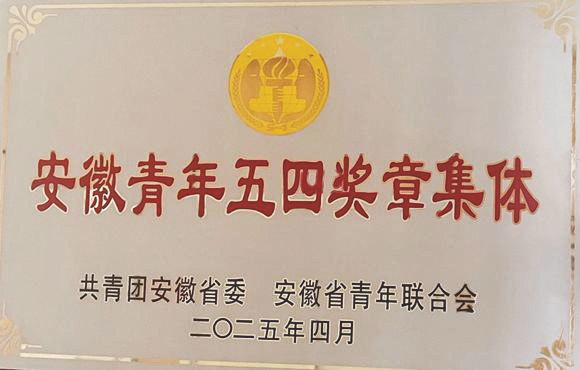 安徽青年五四奖章集体
共青团安徽省委 安徽省青年联合会
二〇二五年四月